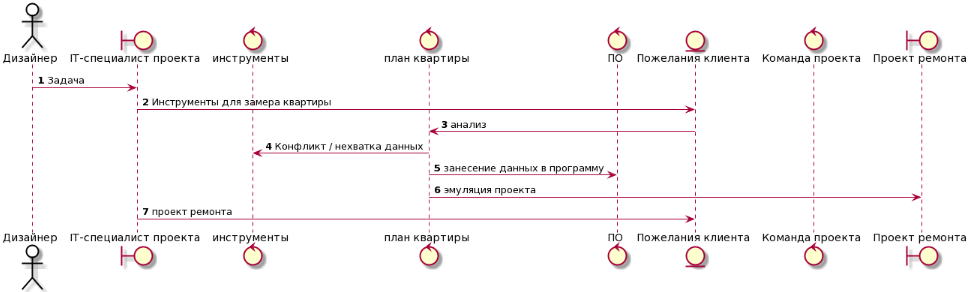 Дизайнер IT-специалист проекта инструменты план квартиры ПО Пожелания клиента Команда проекта Проект ремонта
1 Задача
2 Инструменты для замера квартиры
3 анализ
4 Конфликт / нехватка данных
5 занесение данных в программу
6 эмуляция проекта
7 проект ремонта
Дизайнер IT-специалист проекта инструменты план квартиры ПО Пожелания клиента Команда проекта Проект ремонта